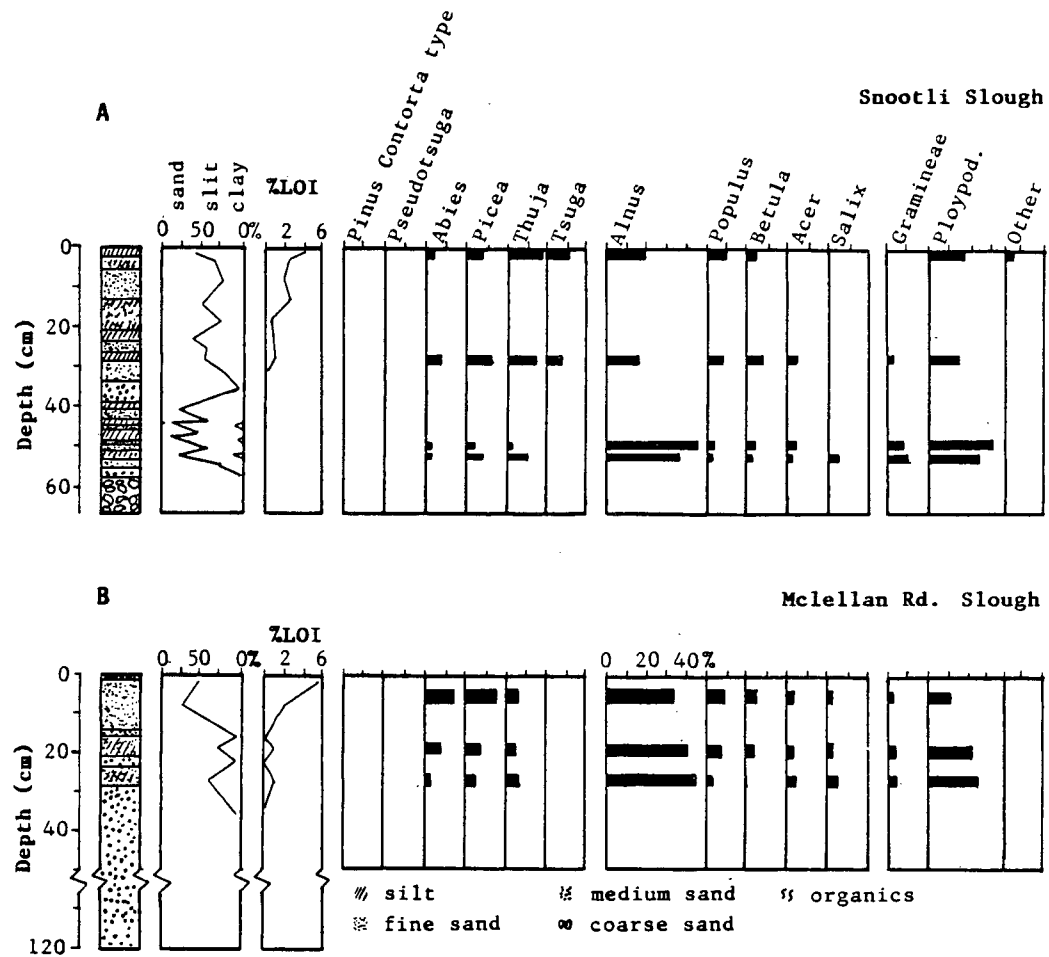 A
Snootli Slough
sand
slit
clay
%LOI
Pinus Contorta type
Pseudotsuga
Abies
Picea
Thuja
Tsuga
Alnus
Populus
Betula
Acer
Salix
Gramineae
Ploypod.
Other
0 50 0% 0 2 6
Depth (cm)
0
20
40
60
B
Mclellan Rd. Slough
%LOI
0 50 0% 0 2 6
0 20 40%
Depth (cm)
0
20
40
120
silt
medium sand
organics
fine sand
coarse sand